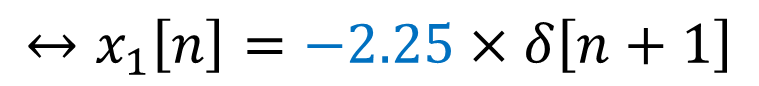 ↔ x₁[n] = −2.25 × δ[n + 1]